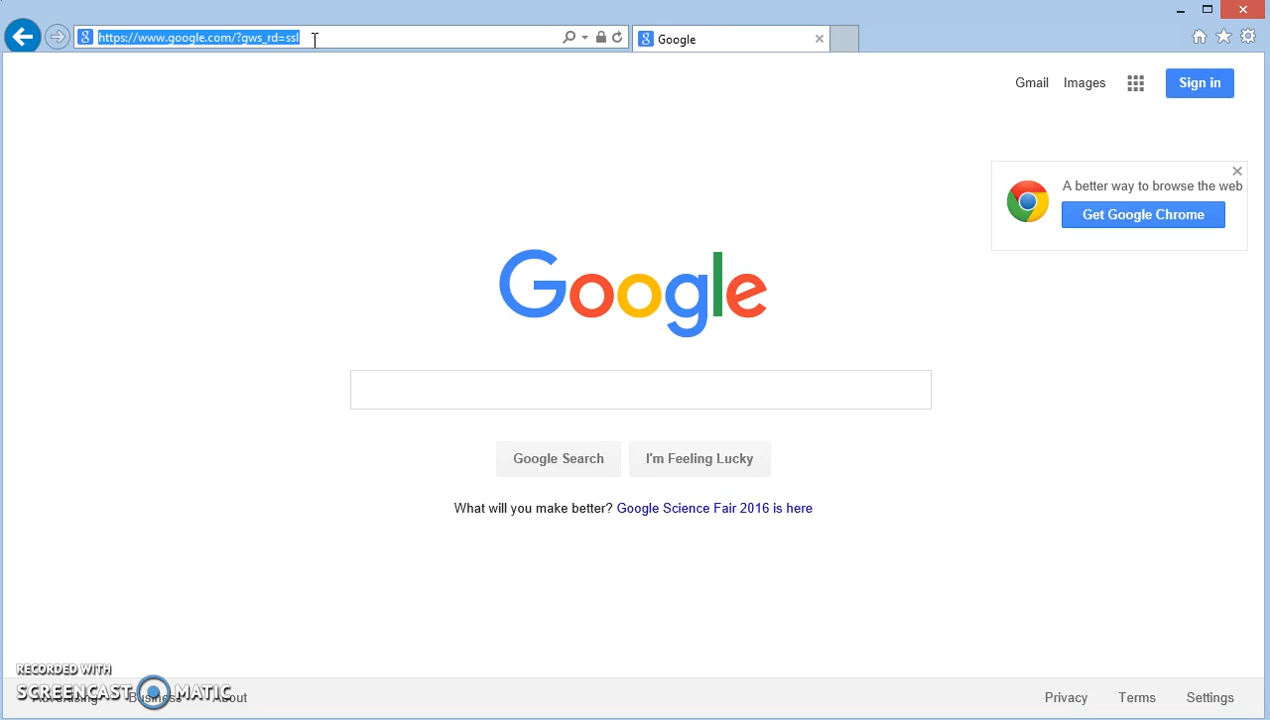 https://www.google.com/?gws_rd=ssl
Google
Gmail Images Sign in
A better way to browse the web
Get Google Chrome
Google
Google Search I'm Feeling Lucky
What will you make better? Google Science Fair 2016 is here
RECORDED WITH
SCREENCAST MATIC
Advertising Business About
Privacy Terms Settings